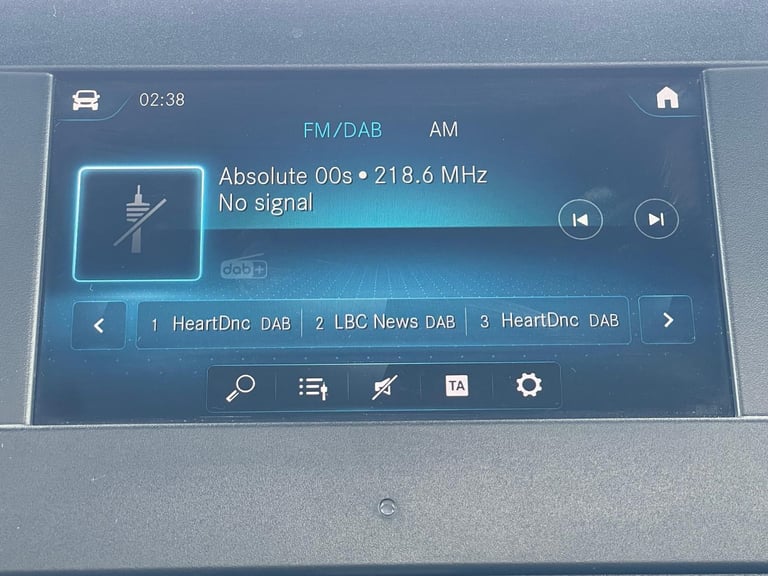 02:38
FM/DAB AM
Absolute 00s • 218.6 MHz
No signal
dab+
1 HeartDnc DAB 2 LBC News DAB 3 HeartDnc DAB
TA